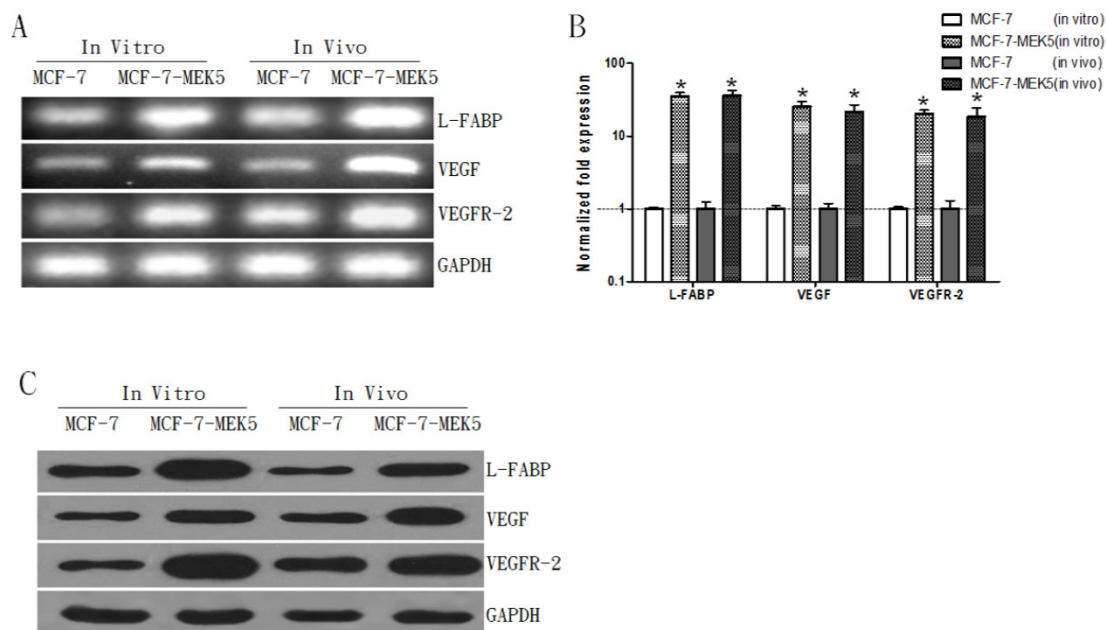 A
In Vitro In Vivo
MCF-7 MCF-7-MEK5 MCF-7 MCF-7-MEK5
L-FABP
VEGF
VEGFR-2
GAPDH
B
MCF-7 (in vitro)
MCF-7-MEK5(in vitro)
MCF-7 (in vivo)
MCF-7-MEK5(in vivo)
Normalized fold expression
100
10
1
0.1
* * * * * *
L-FABP VEGF VEGFR-2
C
In Vitro In Vivo
MCF-7 MCF-7-MEK5 MCF-7 MCF-7-MEK5
L-FABP
VEGF
VEGFR-2
GAPDH